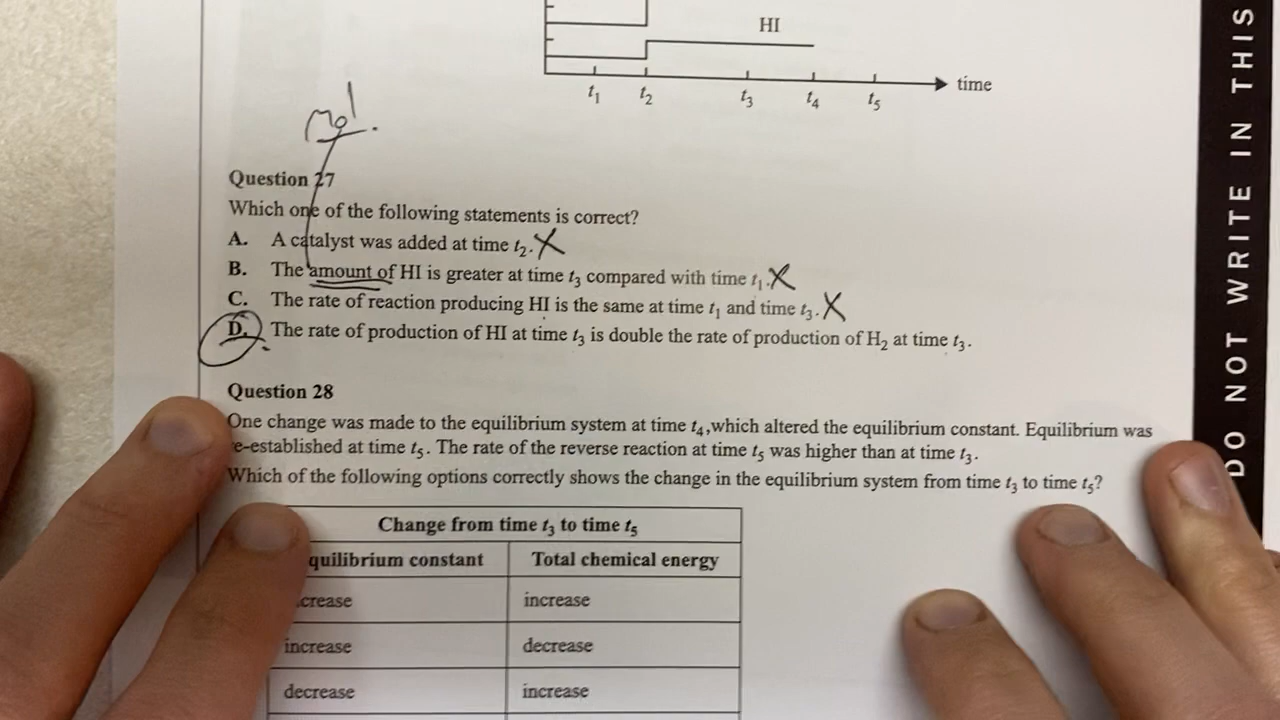 HI
time
t1 t2 t3 t4 t5
mol.
Question 27
Which one of the following statements is correct?
A. A catalyst was added at time t2. X
B. The amount of HI is greater at time t3 compared with time t1. X
C. The rate of reaction producing HI is the same at time t1 and time t3. X
D. The rate of production of HI at time t3 is double the rate of production of H2 at time t3.
Question 28
One change was made to the equilibrium system at time t4, which altered the equilibrium constant. Equilibrium was
e-established at time t5. The rate of the reverse reaction at time t5 was higher than at time t3.
Which of the following options correctly shows the change in the equilibrium system from time t3 to time t5?
Change from time t3 to time t5
quilibrium constant Total chemical energy
crease increase
increase decrease
decrease increase
DO NOT WRITE IN THIS